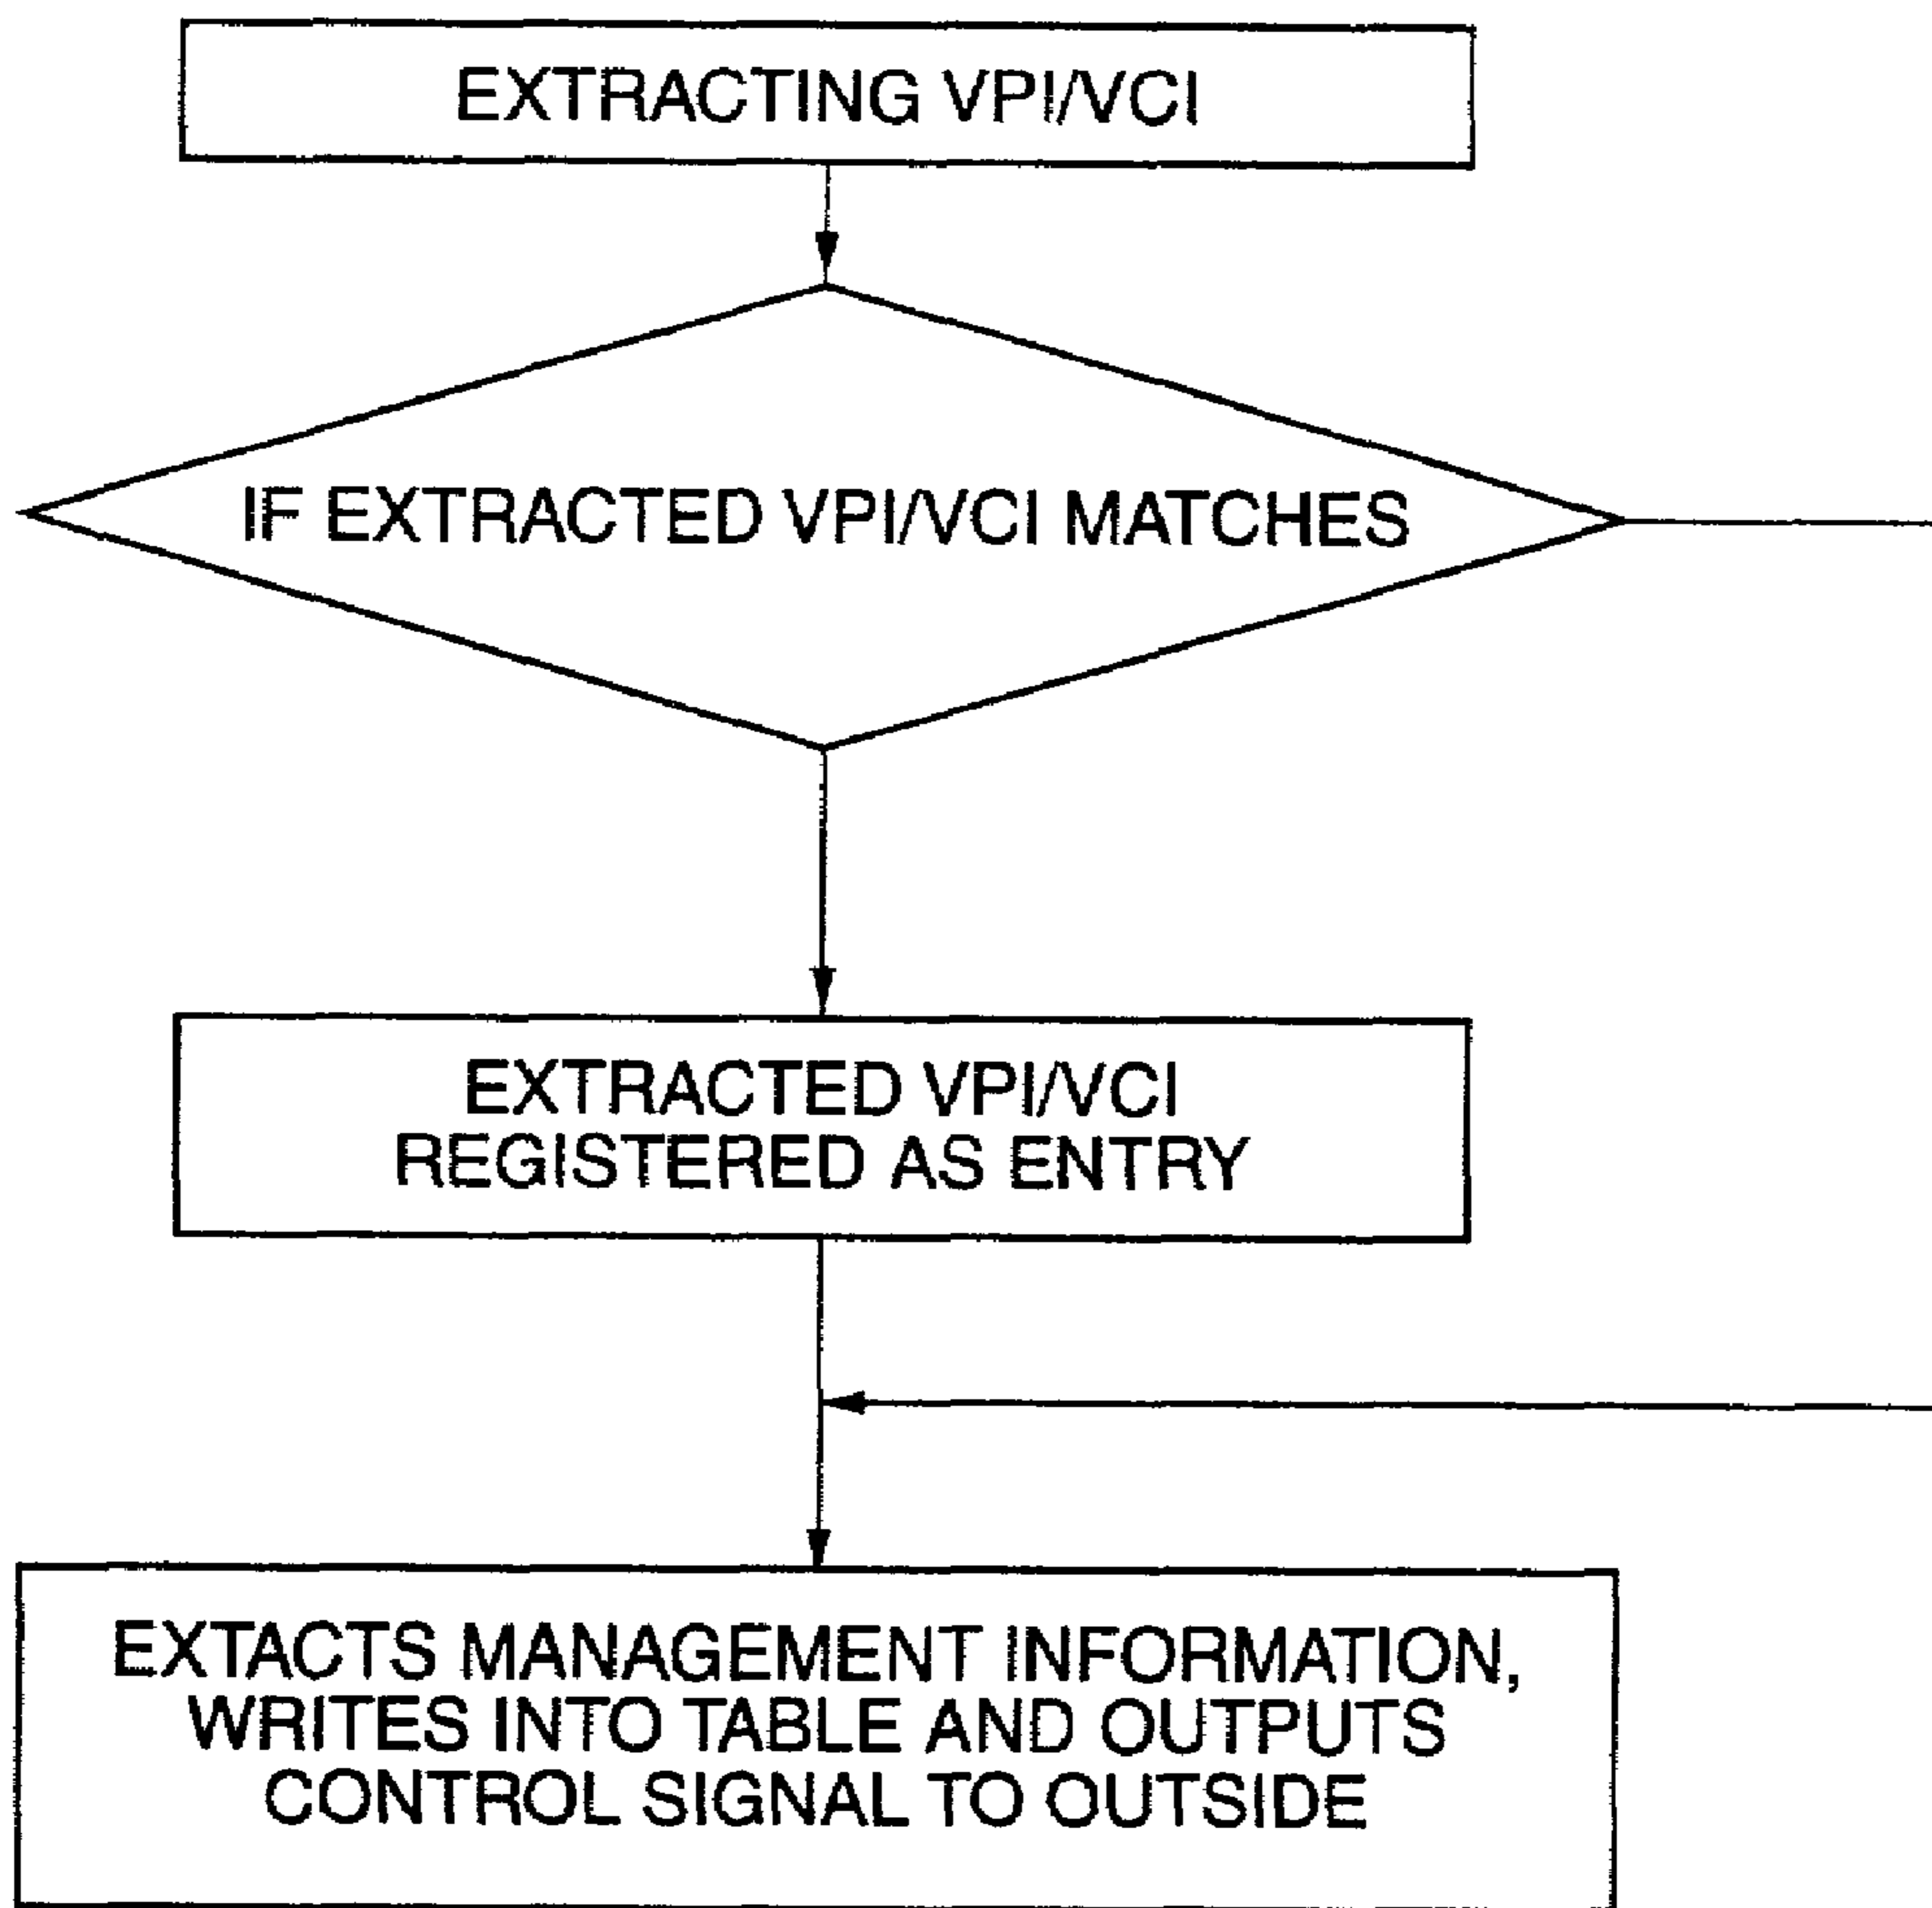 EXTRACTING VPI/VCI
IF EXTRACTED VPI/VCI MATCHES
EXTRACTED VPI/VCI
REGISTERED AS ENTRY
EXTACTS MANAGEMENT INFORMATION,
WRITES INTO TABLE AND OUTPUTS
CONTROL SIGNAL TO OUTSIDE